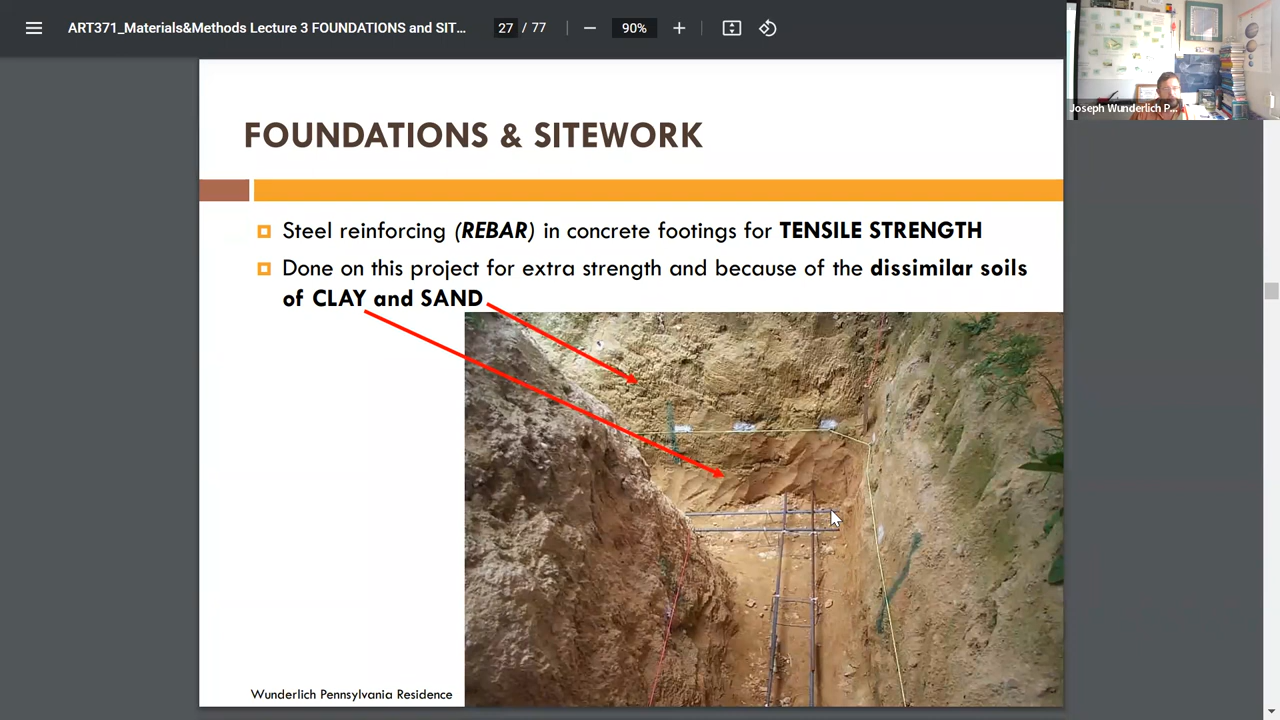 ART371_Materials&Methods Lecture 3 FOUNDATIONS and SIT...
27 / 77
90%
Joseph Wunderlich P...
FOUNDATIONS & SITEWORK
Steel reinforcing (REBAR) in concrete footings for TENSILE STRENGTH
Done on this project for extra strength and because of the dissimilar soils
of CLAY and SAND
Wunderlich Pennsylvania Residence